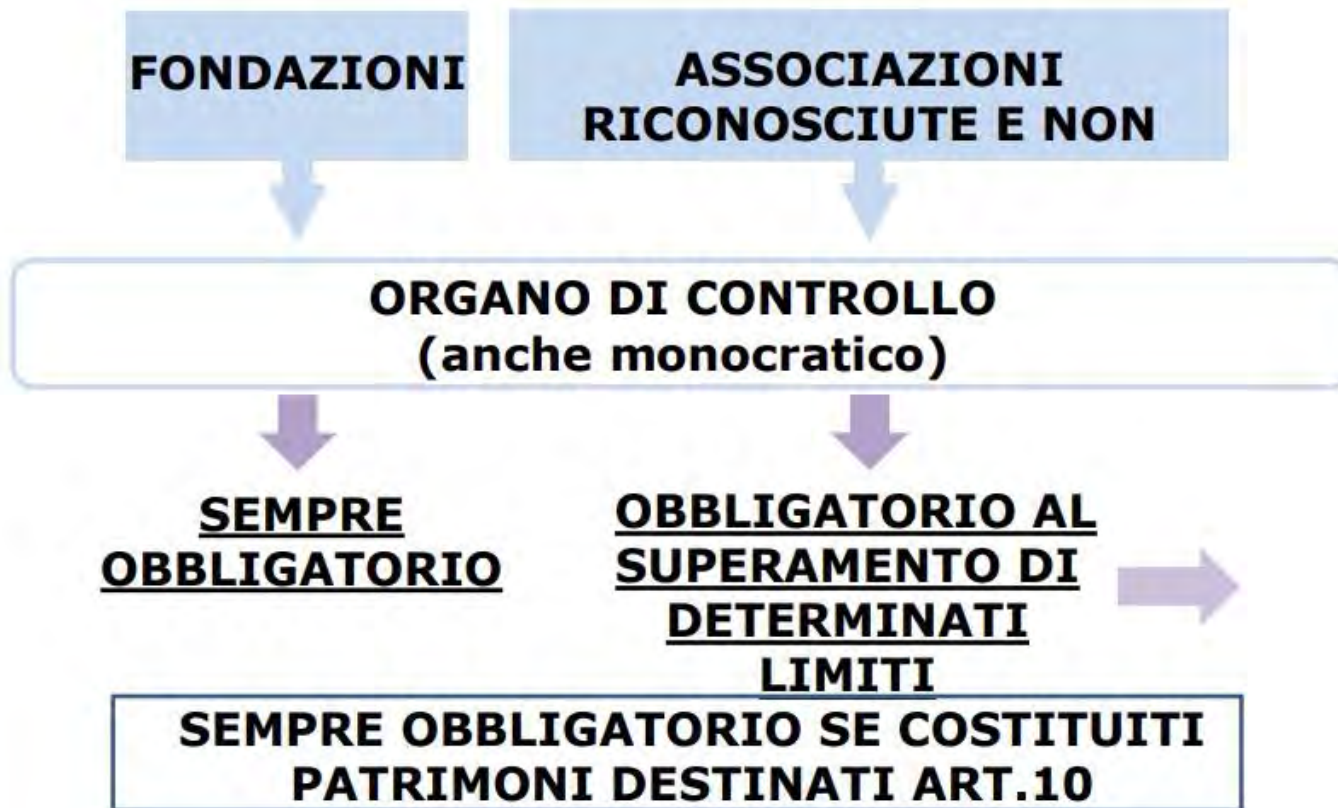 FONDAZIONI
ASSOCIAZIONI
RICONOSCIUTE E NON
ORGANO DI CONTROLLO
(anche monocratico)
SEMPRE
OBBLIGATORIO
OBBLIGATORIO AL
SUPERAMENTO DI
DETERMINATI
LIMITI
SEMPRE OBBLIGATORIO SE COSTITUITI
PATRIMONI DESTINATI ART.10